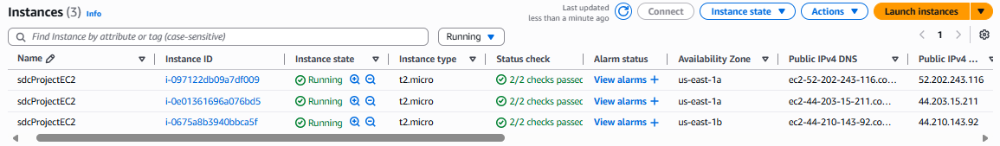 Instances (3) Info
Last updated
less than a minute ago
Connect
Instance state
Actions
Launch instances
Find Instance by attribute or tag (case-sensitive)
Running
1
Name Instance ID Instance state Instance type Status check Alarm status Availability Zone Public IPv4 DNS Public IPv4 ...
sdcProjectEC2 i-097122db09a7df009 Running t2.micro 2/2 checks passed View alarms + us-east-1a ec2-52-202-243-116.co... 52.202.243.116
sdcProjectEC2 i-0e01361696a076bd5 Running t2.micro 2/2 checks passed View alarms + us-east-1a ec2-44-203-15-211.co... 44.203.15.211
sdcProjectEC2 i-0675a8b3940bbca5f Running t2.micro 2/2 checks passed View alarms + us-east-1b ec2-44-210-143-92.co... 44.210.143.92